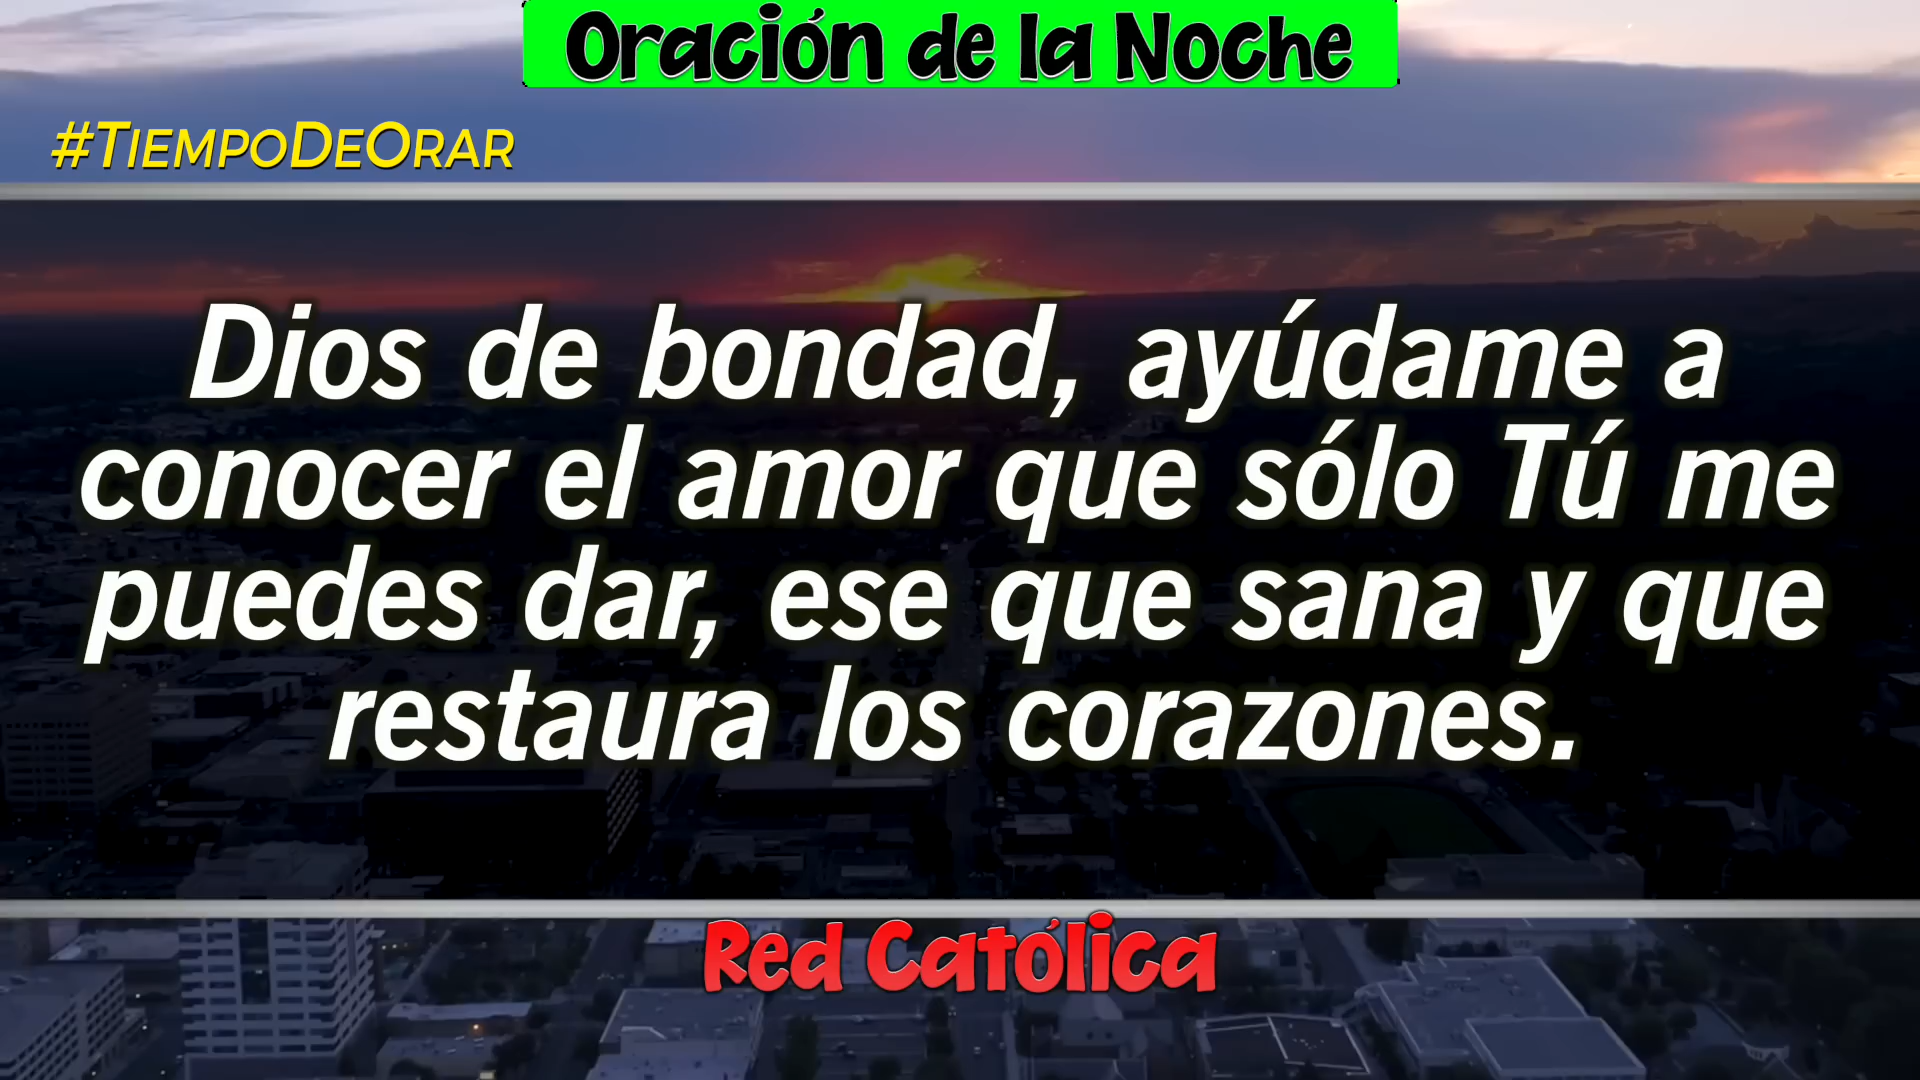 Oración de la Noche
#TIEMPODEORAR
Dios de bondad, ayúdame a
conocer el amor que sólo Tú me
puedes dar, ese que sana y que
restaura los corazones.
Red Católica